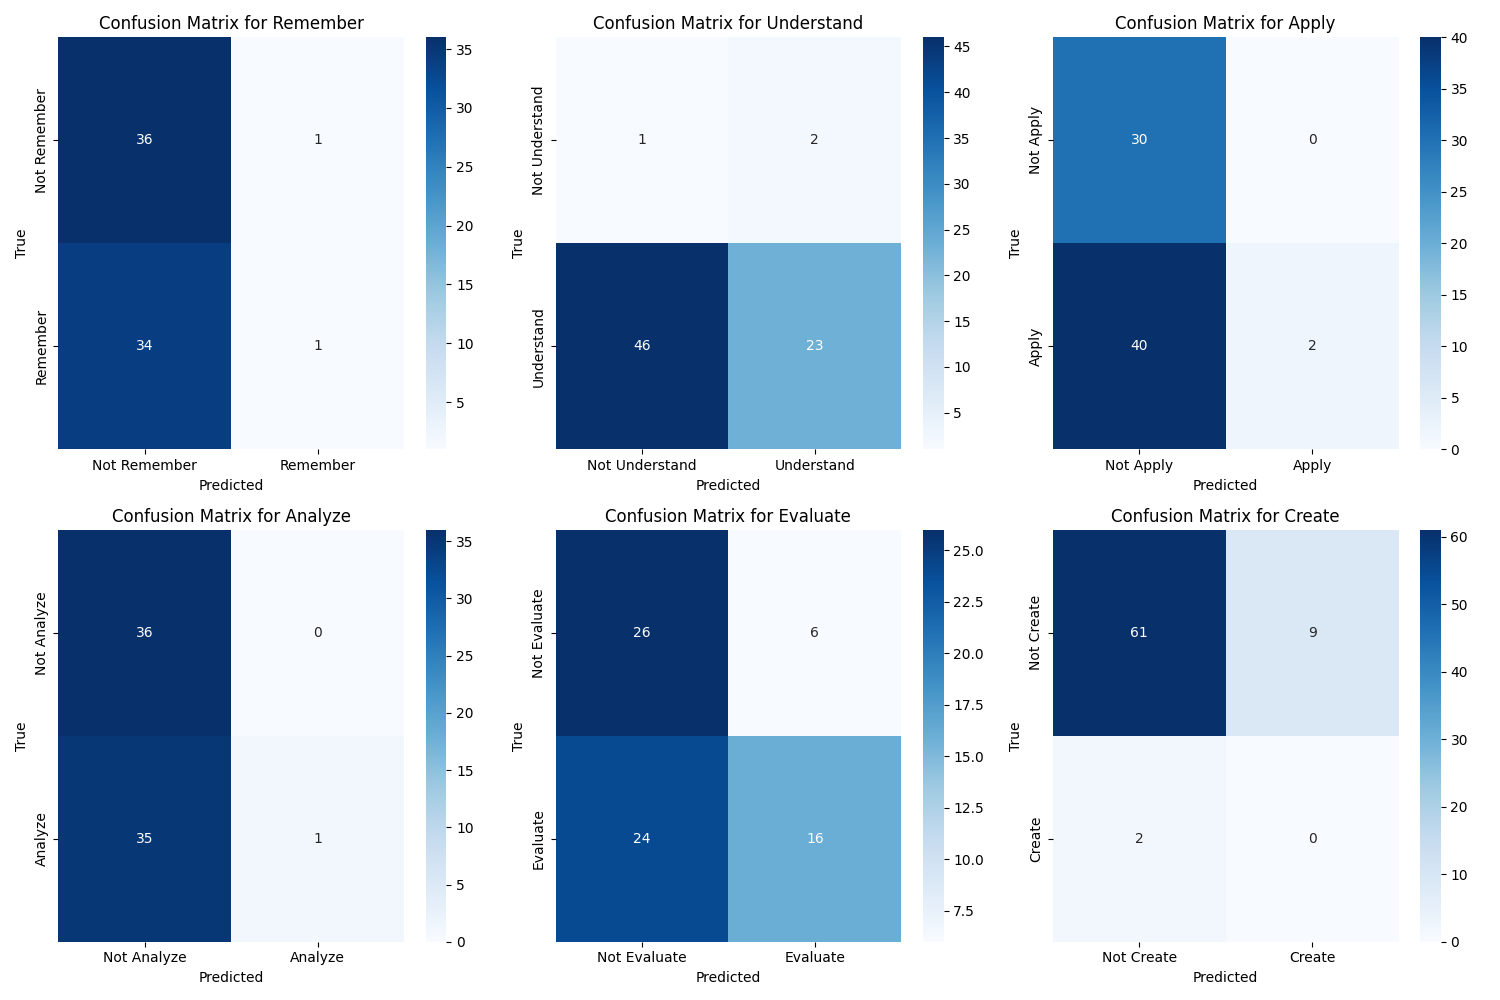 Confusion Matrix for Remember
Not Remember
Remember
True
36
1
34
1
Not Remember
Remember
Predicted
35
30
25
20
15
10
5
Confusion Matrix for Understand
Not Understand
Understand
True
1
2
46
23
Not Understand
Understand
Predicted
45
40
35
30
25
20
15
10
5
Confusion Matrix for Apply
Not Apply
Apply
True
30
0
40
2
Not Apply
Apply
Predicted
40
35
30
25
20
15
10
5
0
Confusion Matrix for Analyze
Not Analyze
Analyze
True
36
0
35
1
Not Analyze
Analyze
Predicted
35
30
25
20
15
10
5
0
Confusion Matrix for Evaluate
Not Evaluate
Evaluate
True
26
6
24
16
Not Evaluate
Evaluate
Predicted
25.0
22.5
20.0
17.5
15.0
12.5
10.0
7.5
Confusion Matrix for Create
Not Create
Create
True
61
9
2
0
Not Create
Create
Predicted
60
50
40
30
20
10
0